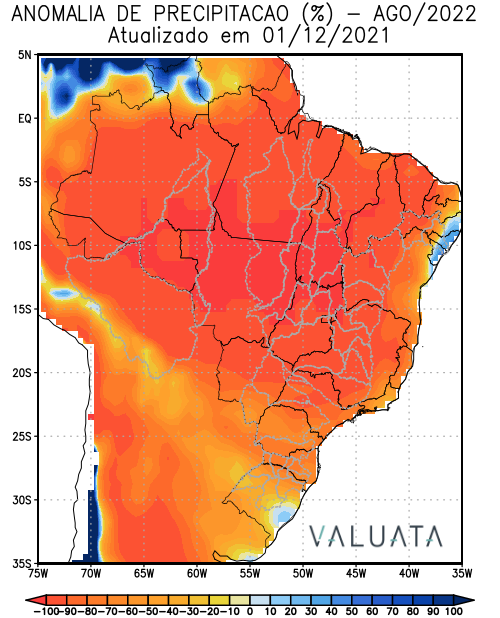 ANOMALIA DE PRECIPITACAO (%) – AGO/2022
Atualizado em 01/12/2021
5N
EQ
5S
10S
15S
20S
25S
30S
35S
75W 70W 65W 60W 55W 50W 45W 40W 35W
VALUATA
-100 -90 -80 -70 -60 -50 -40 -30 -20 -10 0 10 20 30 40 50 60 70 80 90 100